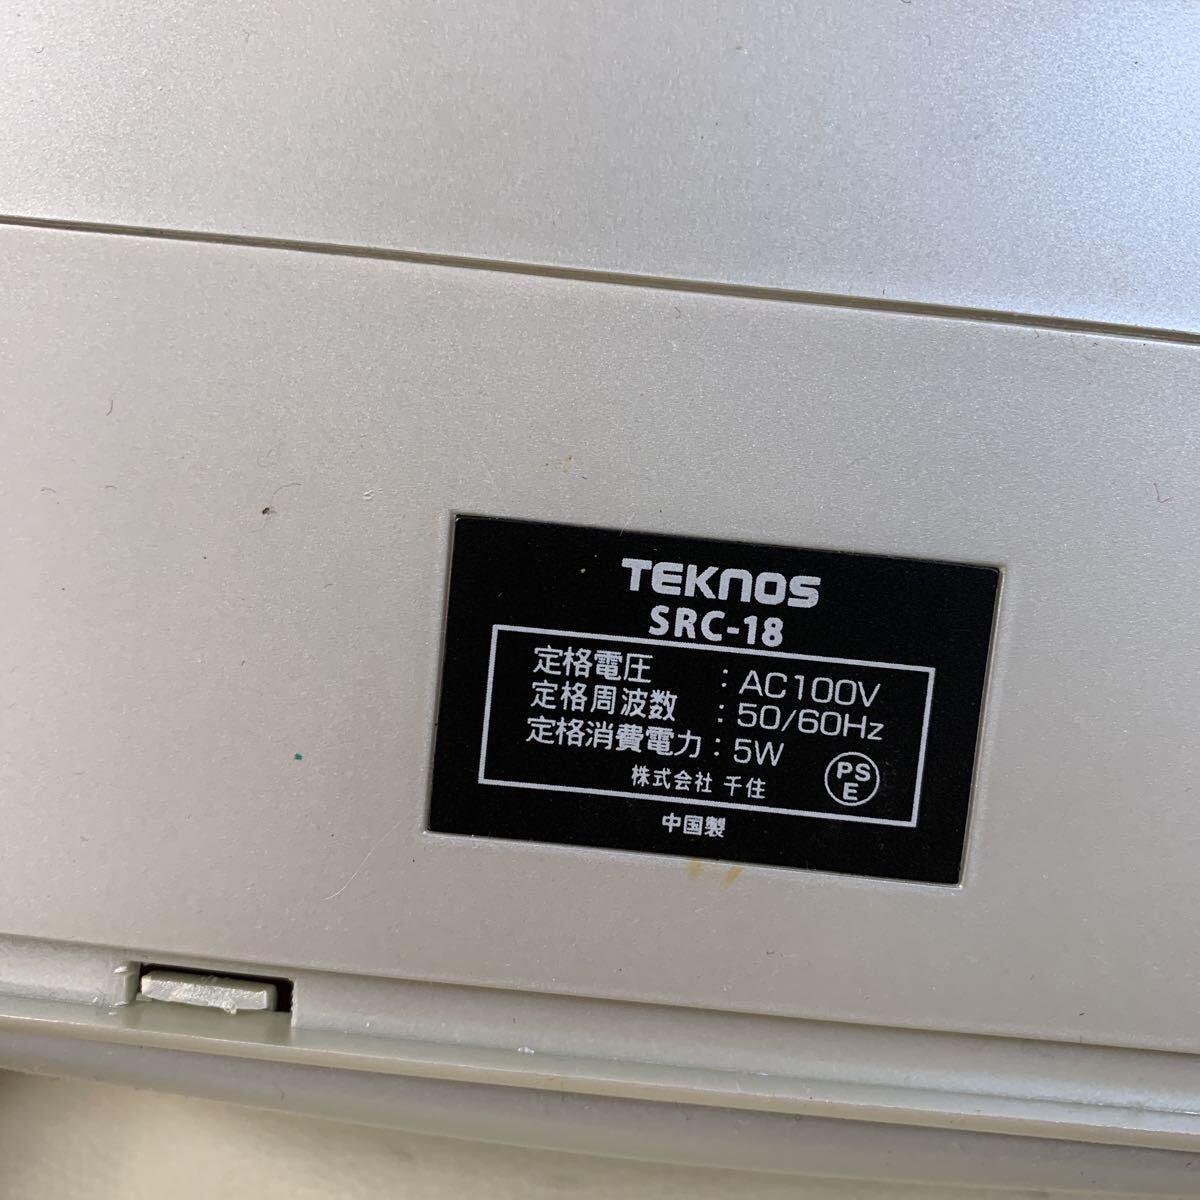 TEKNOS
SRC-18
定格電圧 : AC100V
定格周波数 : 50/60Hz
定格消費電力 : 5W
株式会社 千住
PS
E
中国製